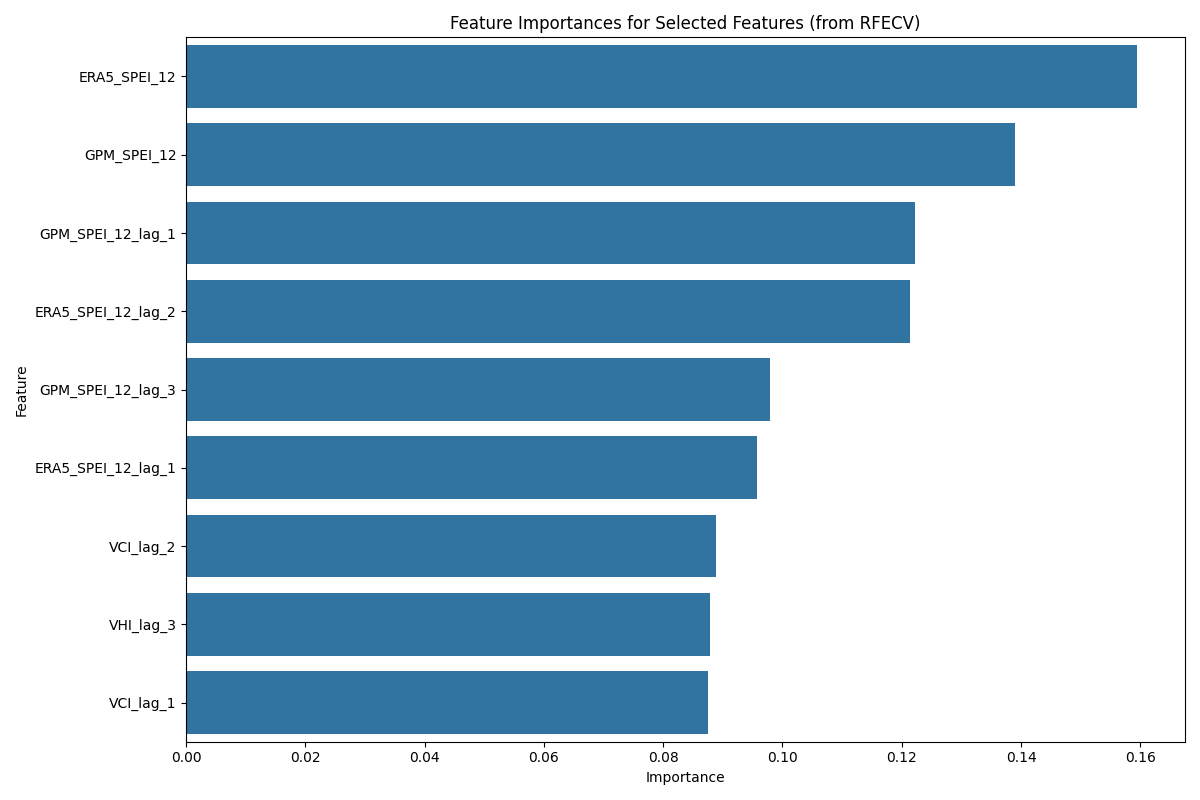 Feature Importances for Selected Features (from RFECV)
Feature
ERA5_SPEI_12
GPM_SPEI_12
GPM_SPEI_12_lag_1
ERA5_SPEI_12_lag_2
GPM_SPEI_12_lag_3
ERA5_SPEI_12_lag_1
VCI_lag_2
VHI_lag_3
VCI_lag_1
0.00 0.02 0.04 0.06 0.08 0.10 0.12 0.14 0.16
Importance